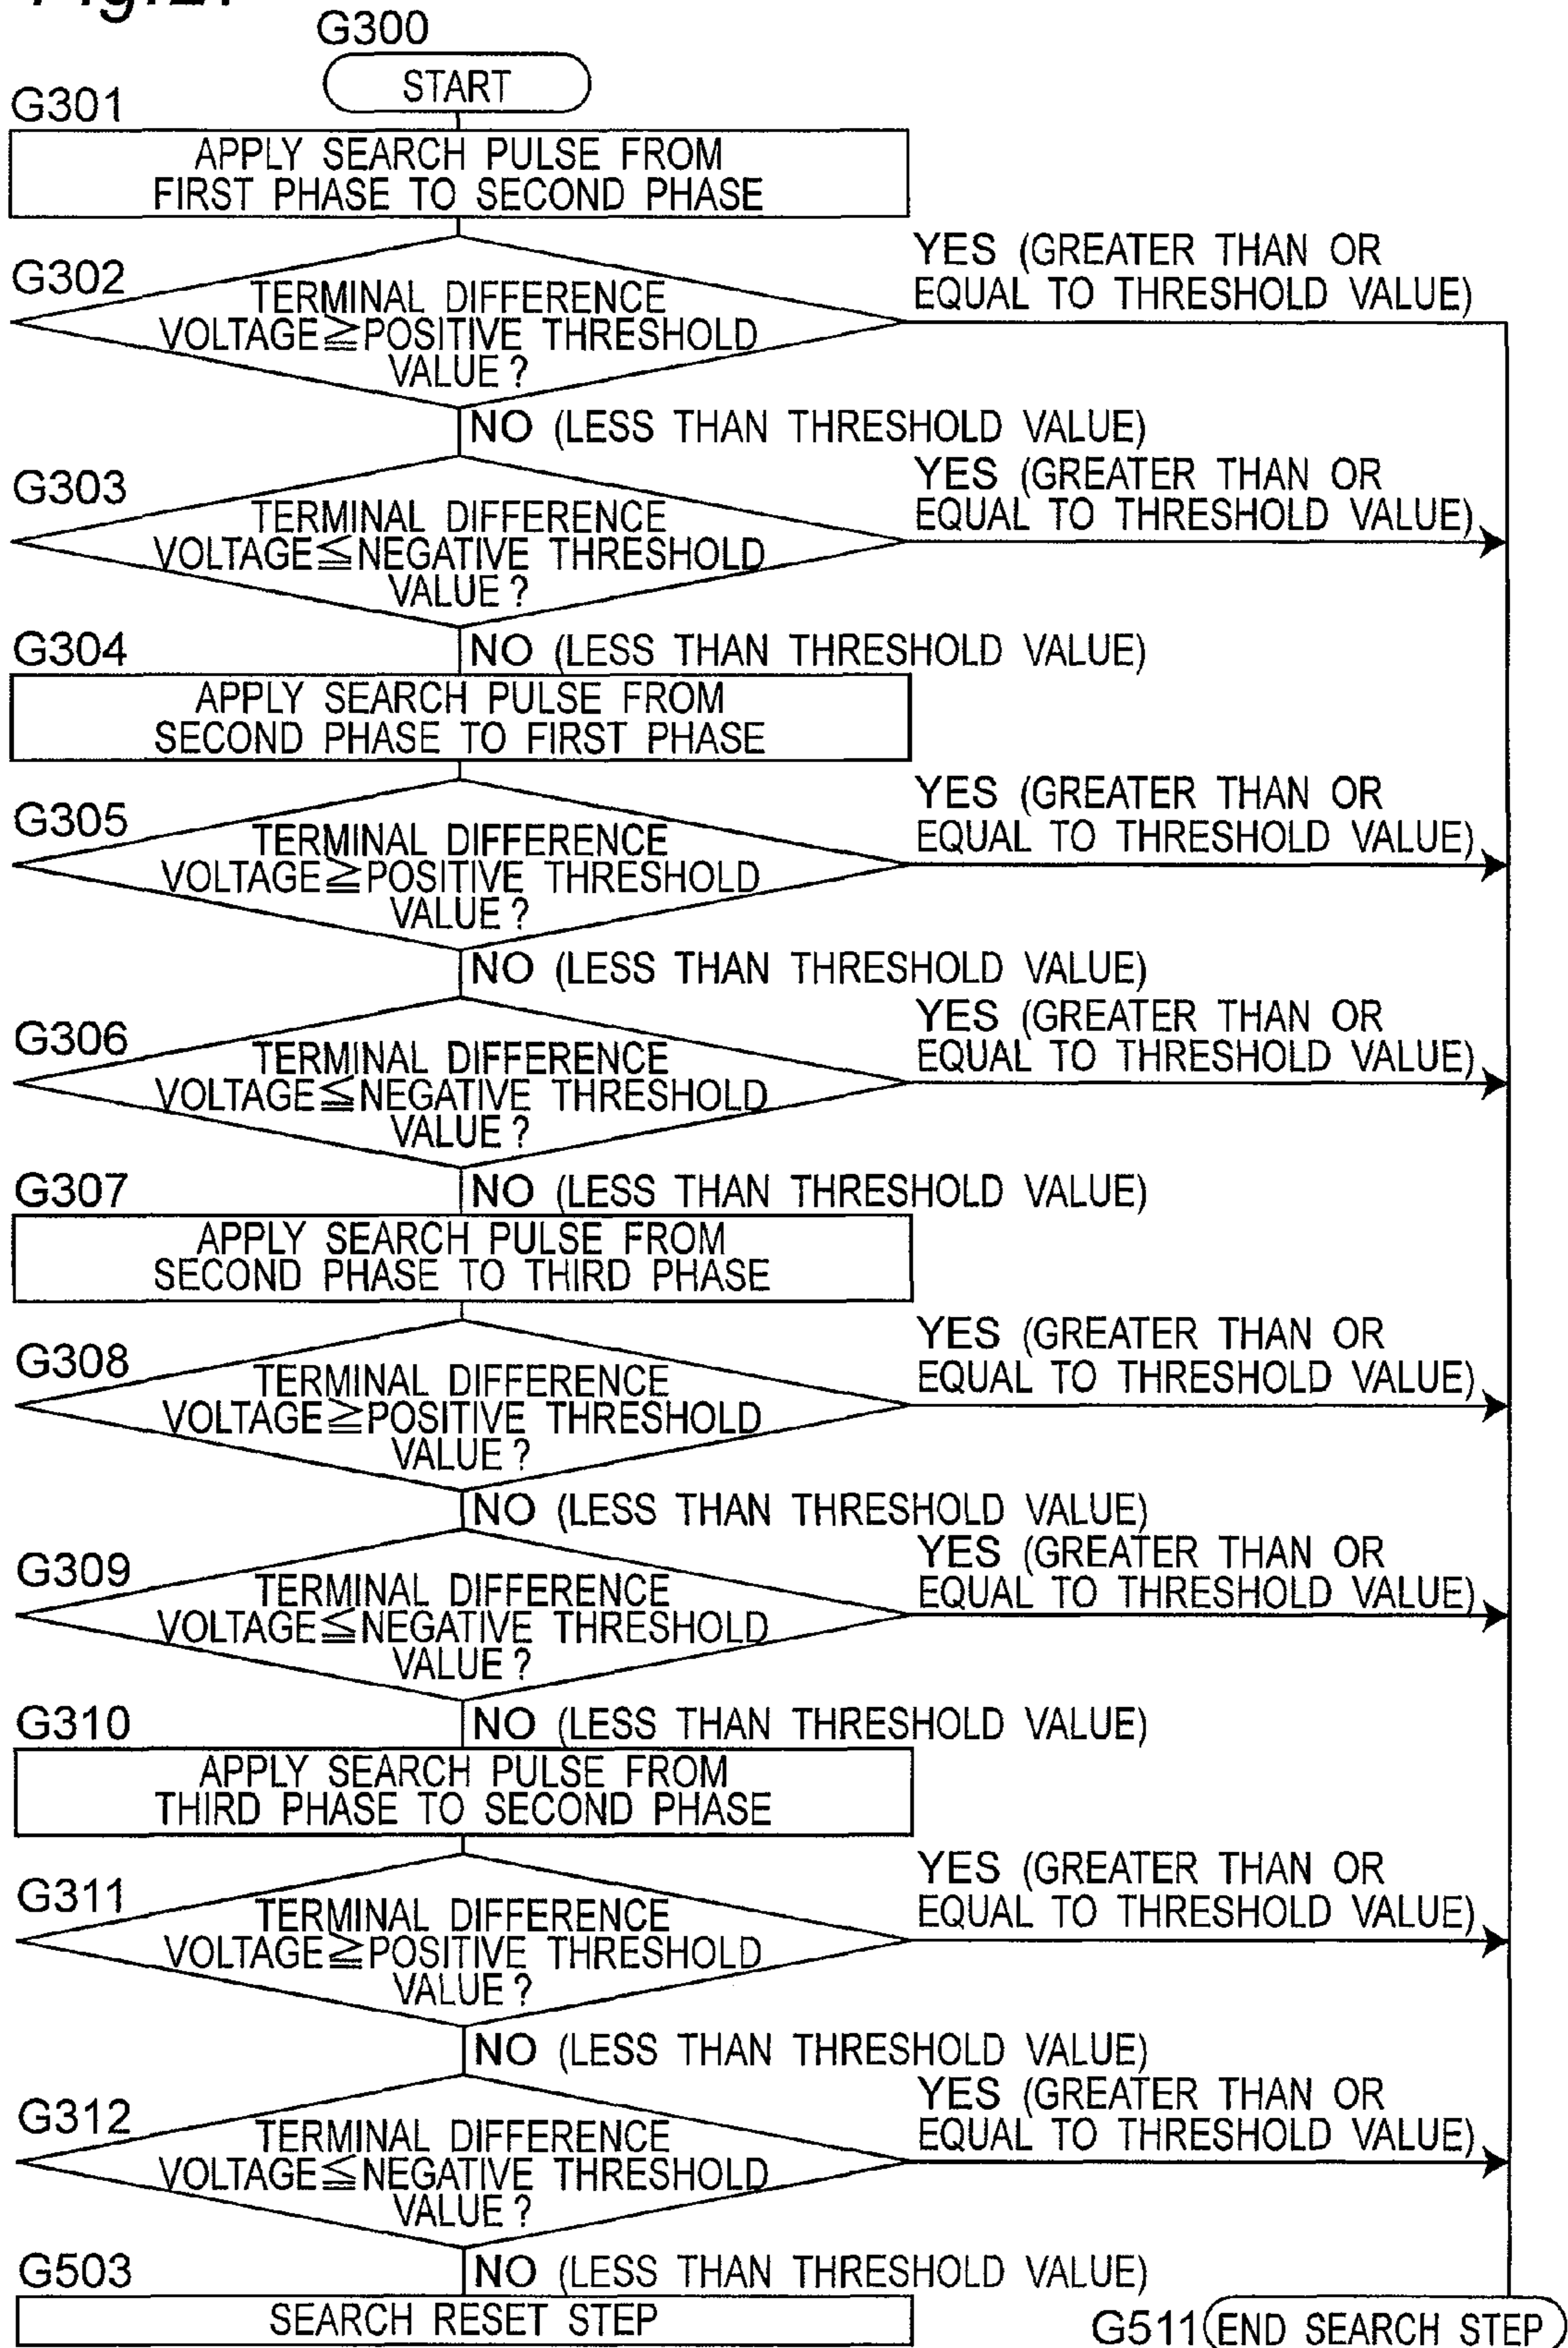 G300
START
G301
APPLY SEARCH PULSE FROM
FIRST PHASE TO SECOND PHASE
G302
TERMINAL DIFFERENCE
VOLTAGE≧POSITIVE THRESHOLD
VALUE?
YES (GREATER THAN OR
EQUAL TO THRESHOLD VALUE)
NO (LESS THAN THRESHOLD VALUE)
G303
TERMINAL DIFFERENCE
VOLTAGE≦NEGATIVE THRESHOLD
VALUE?
YES (GREATER THAN OR
EQUAL TO THRESHOLD VALUE)
NO (LESS THAN THRESHOLD VALUE)
G304
APPLY SEARCH PULSE FROM
SECOND PHASE TO FIRST PHASE
G305
TERMINAL DIFFERENCE
VOLTAGE≧POSITIVE THRESHOLD
VALUE?
YES (GREATER THAN OR
EQUAL TO THRESHOLD VALUE)
NO (LESS THAN THRESHOLD VALUE)
G306
TERMINAL DIFFERENCE
VOLTAGE≦NEGATIVE THRESHOLD
VALUE?
YES (GREATER THAN OR
EQUAL TO THRESHOLD VALUE)
NO (LESS THAN THRESHOLD VALUE)
G307
APPLY SEARCH PULSE FROM
SECOND PHASE TO THIRD PHASE
G308
TERMINAL DIFFERENCE
VOLTAGE≧POSITIVE THRESHOLD
VALUE?
YES (GREATER THAN OR
EQUAL TO THRESHOLD VALUE)
NO (LESS THAN THRESHOLD VALUE)
G309
TERMINAL DIFFERENCE
VOLTAGE≦NEGATIVE THRESHOLD
VALUE?
YES (GREATER THAN OR
EQUAL TO THRESHOLD VALUE)
NO (LESS THAN THRESHOLD VALUE)
G310
APPLY SEARCH PULSE FROM
THIRD PHASE TO SECOND PHASE
G311
TERMINAL DIFFERENCE
VOLTAGE≧POSITIVE THRESHOLD
VALUE?
YES (GREATER THAN OR
EQUAL TO THRESHOLD VALUE)
NO (LESS THAN THRESHOLD VALUE)
G312
TERMINAL DIFFERENCE
VOLTAGE≦NEGATIVE THRESHOLD
VALUE?
YES (GREATER THAN OR
EQUAL TO THRESHOLD VALUE)
NO (LESS THAN THRESHOLD VALUE)
G503
SEARCH RESET STEP
G511
END SEARCH STEP